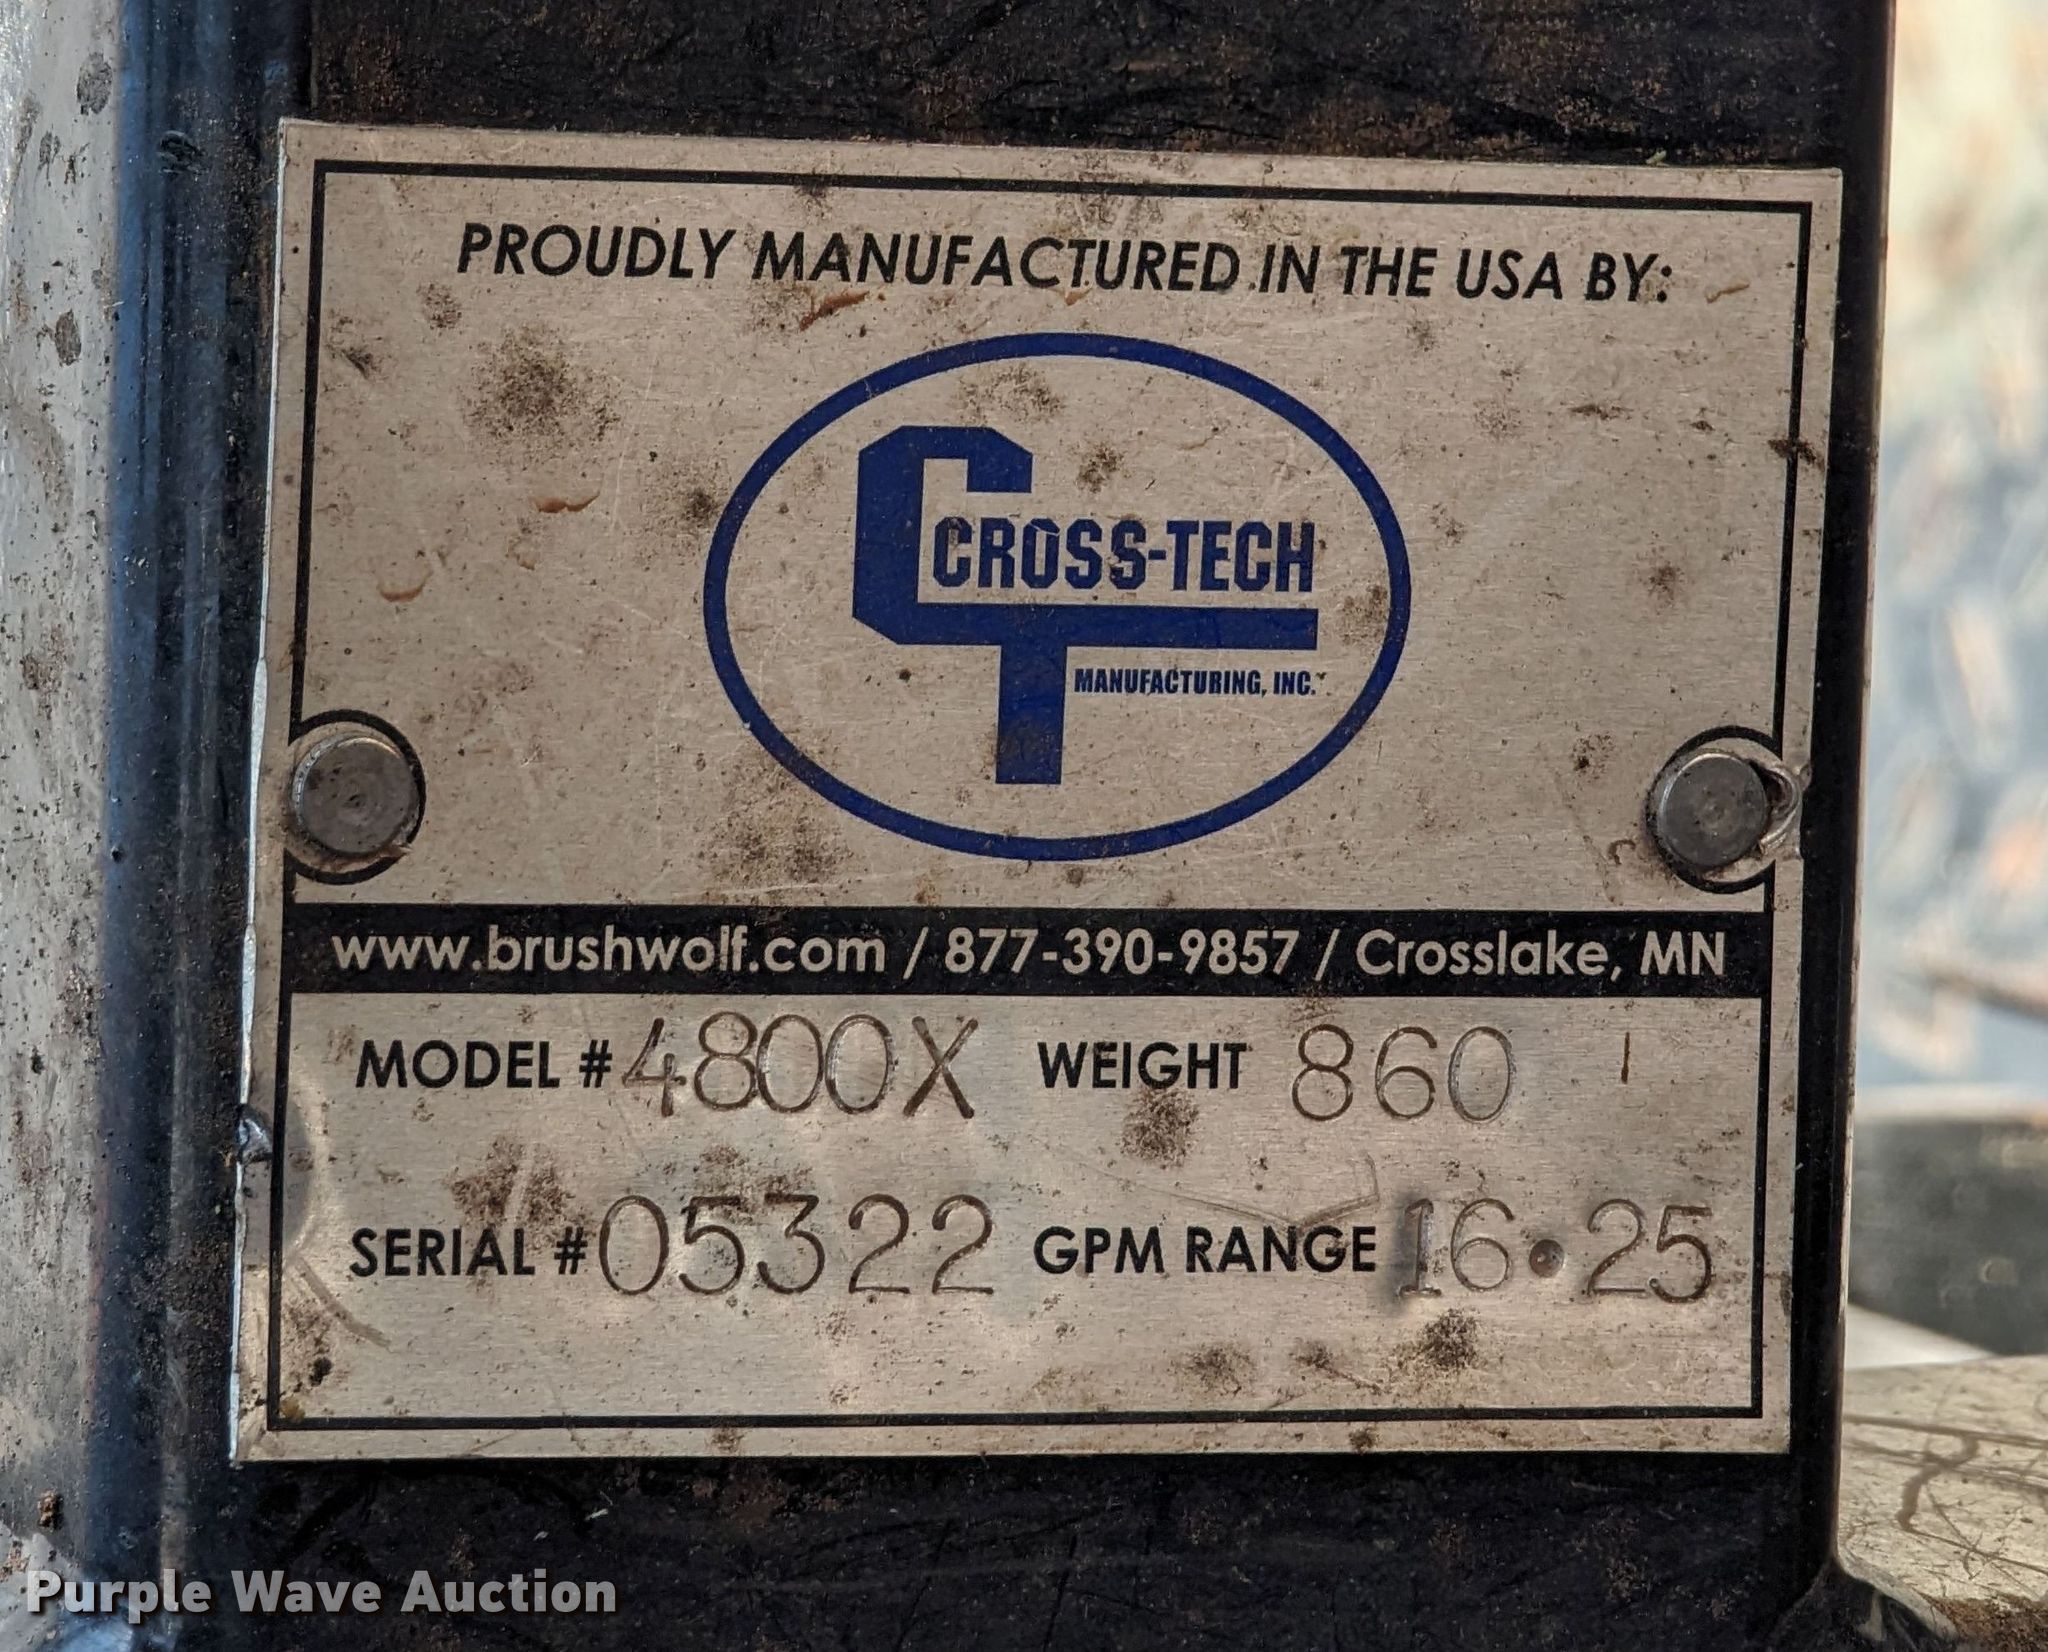 PROUDLY MANUFACTURED IN THE USA BY:
CROSS-TECH
MANUFACTURING, INC.
www.brushwolf.com / 877-390-9857 / Crosslake, MN
MODEL # 4800X WEIGHT 860
SERIAL # 05322 GPM RANGE 16•25
Purple Wave Auction